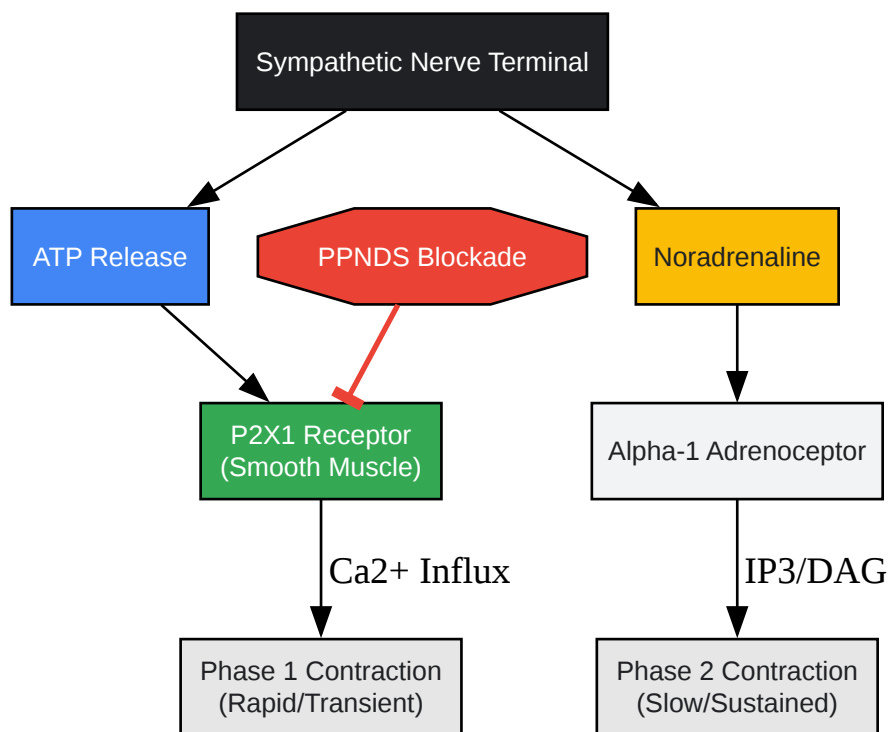 Sympathetic Nerve Terminal
ATP Release
PPNDS Blockade
Noradrenaline
P2X1 Receptor
(Smooth Muscle)
Alpha-1 Adrenoceptor
Ca2+ Influx
IP3/DAG
Phase 1 Contraction
(Rapid/Transient)
Phase 2 Contraction
(Slow/Sustained)